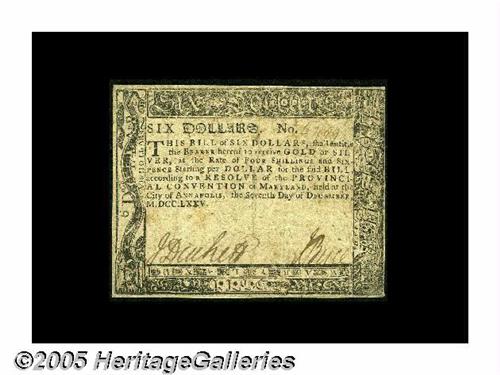 SIX DOLLARS. No.
THIS BILL of SIX DOLLARS, shall entitle
the BEARER hereof to receive GOLD or SIL-
VER, at the Rate of FOUR SHILLINGS and SIX
PENCE Sterling per DOLLAR for the said BILL
according to a RESOLVE of the PROVINCI-
AL CONVENTION of MARYLAND, held at the
City of ANNAPOLIS, the Seventh Day of DECEMBER
M.DCC.LXXV.
©2005 HeritageGalleries